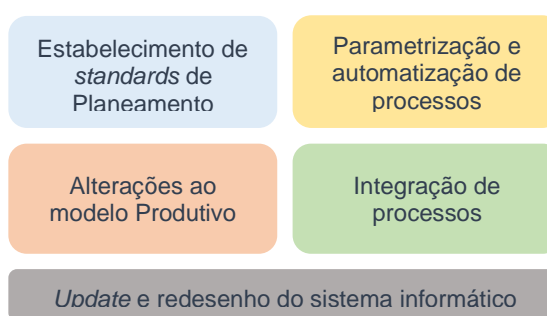 Estabelecimento de
standards de
Planeamento
Parametrização e
automatização de
processos
Alterações ao
modelo Produtivo
Integração de
processos
Update e redesenho do sistema informático